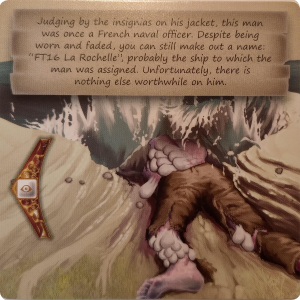 Judging by the insignias on his jacket, this man
was once a French naval officer. Despite being
worn and faded, you can still make out a name:
"FT16 La Rochelle", probably the ship to which the
man was assigned. Unfortunately, there is
nothing else worthwhile on him.